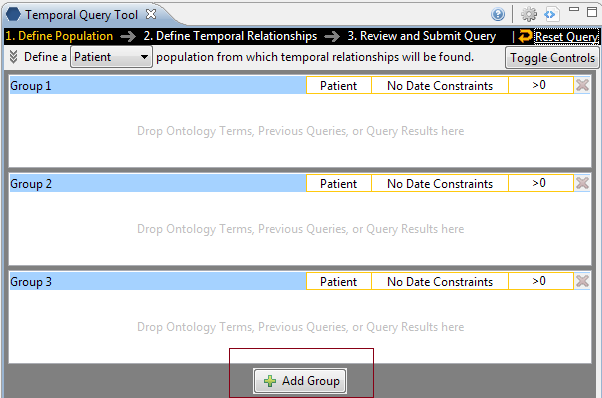 Temporal Query Tool
1. Define Population → 2. Define Temporal Relationships → 3. Review and Submit Query | Reset Query
Define a Patient population from which temporal relationships will be found. Toggle Controls
Group 1 Patient No Date Constraints >0
Drop Ontology Terms, Previous Queries, or Query Results here
Group 2 Patient No Date Constraints >0
Drop Ontology Terms, Previous Queries, or Query Results here
Group 3 Patient No Date Constraints >0
Drop Ontology Terms, Previous Queries, or Query Results here
Add Group